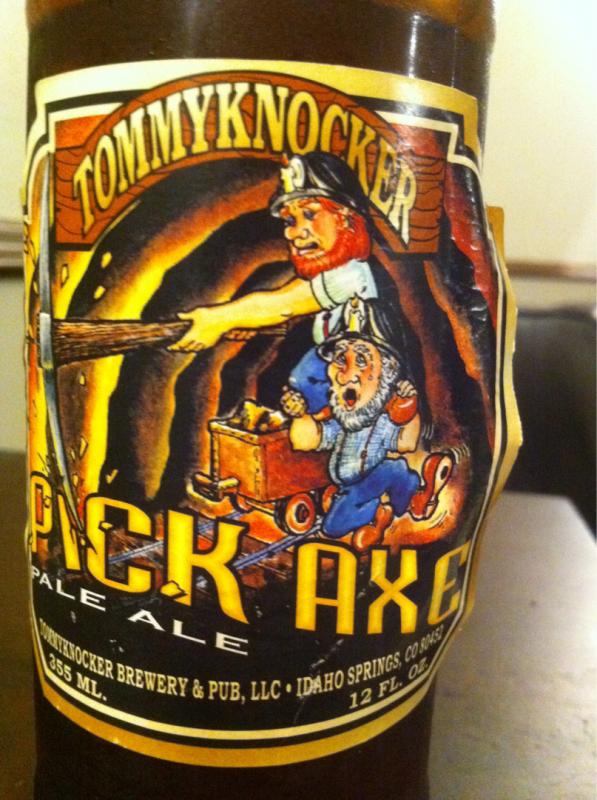 TOMMYKNOCKER
PICK AXE
PALE ALE
TOMMYKNOCKER BREWERY & PUB, LLC • IDAHO SPRINGS, CO 80452
355 ML. 12 FL. OZ.